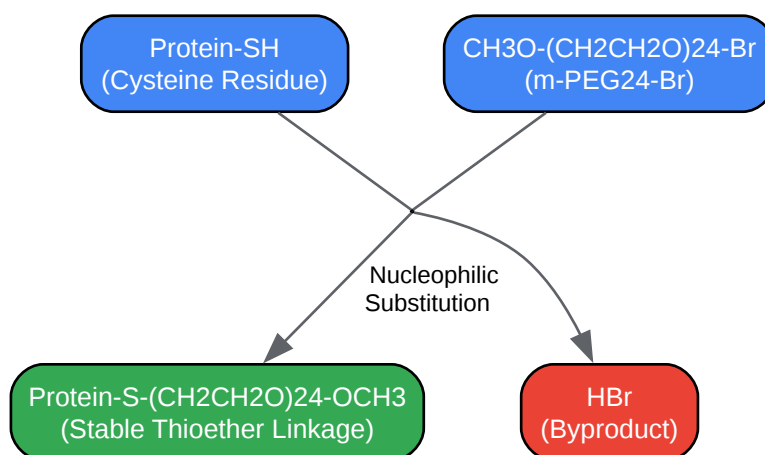 Protein-SH
(Cysteine Residue)
CH3O-(CH2CH2O)24-Br
(m-PEG24-Br)
Nucleophilic
Substitution
Protein-S-(CH2CH2O)24-OCH3
(Stable Thioether Linkage)
HBr
(Byproduct)